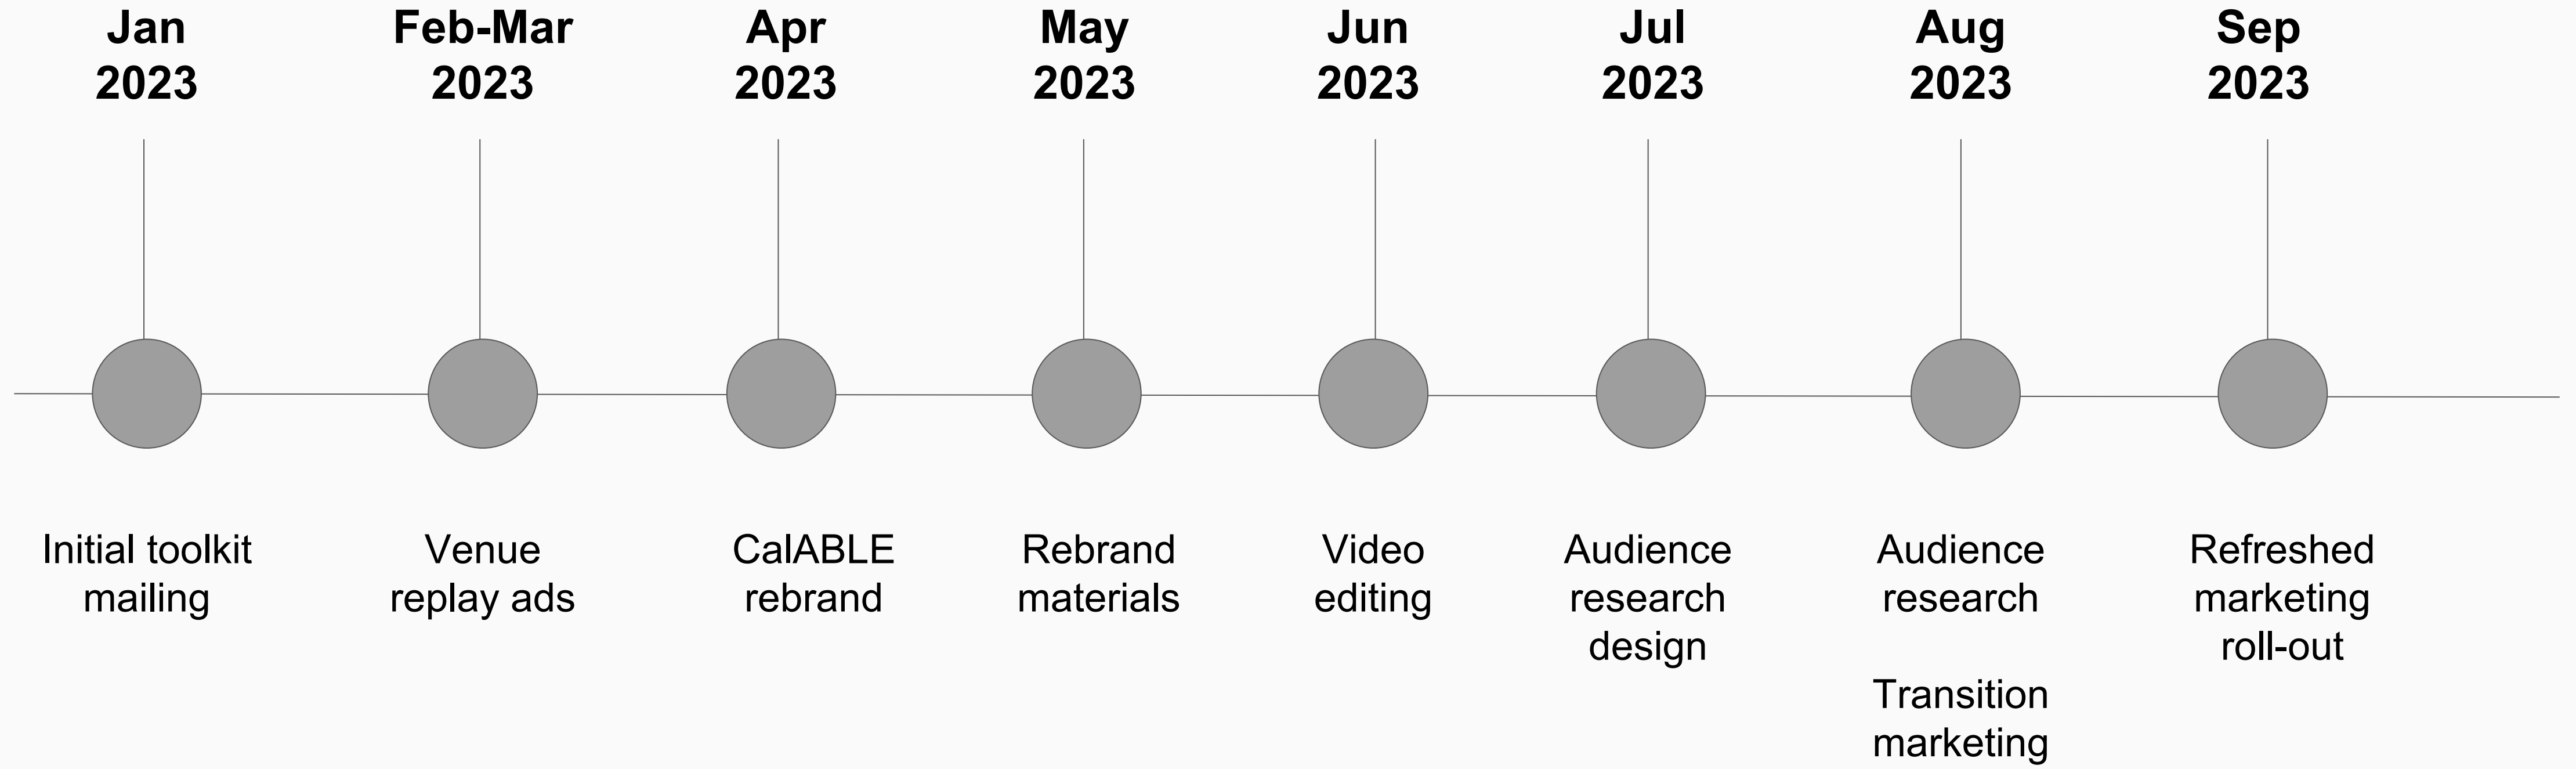 Jan
2023
Feb-Mar
2023
Apr
2023
May
2023
Jun
2023
Jul
2023
Aug
2023
Sep
2023
Initial toolkit
mailing
Venue
replay ads
CalABLE
rebrand
Rebrand
materials
Video
editing
Audience
research
design
Audience
research
Transition
marketing
Refreshed
marketing
roll-out